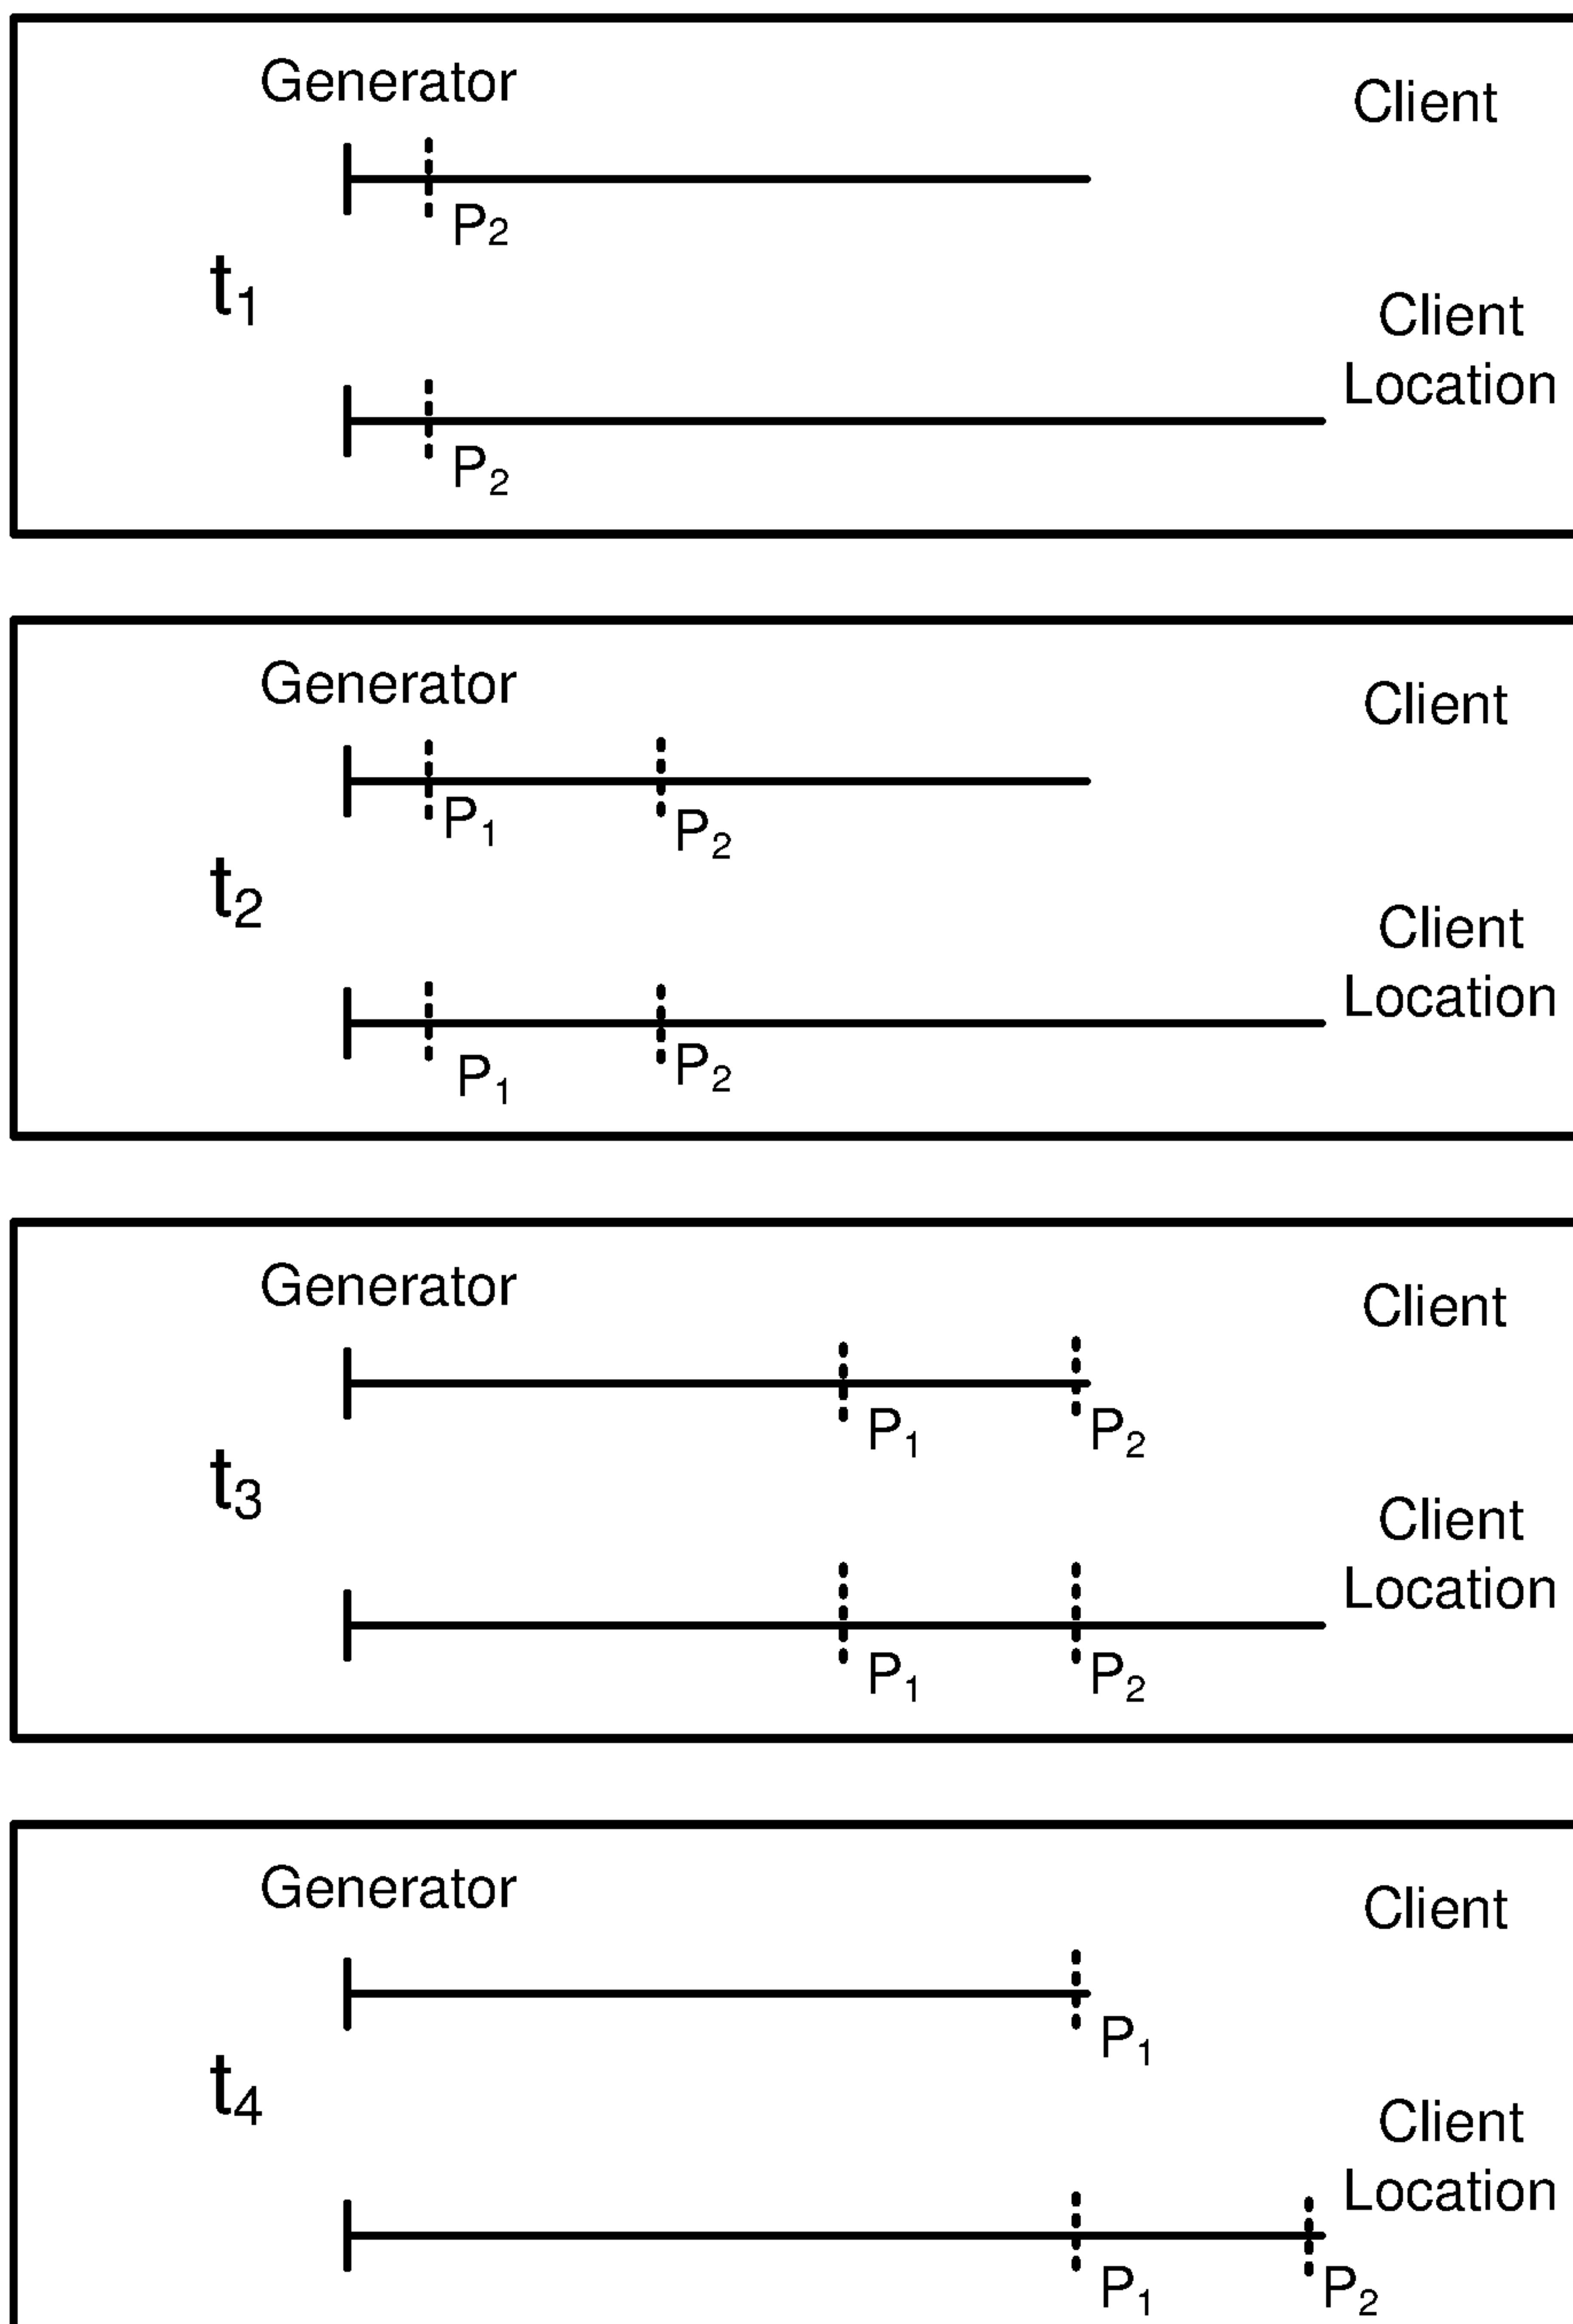 Generator
Client
P2
t1
Client
Location
P2
Generator
Client
P1
P2
t2
Client
Location
P1
P2
Generator
Client
P1
P2
t3
Client
Location
P1
P2
Generator
Client
P1
t4
Client
Location
P1
P2